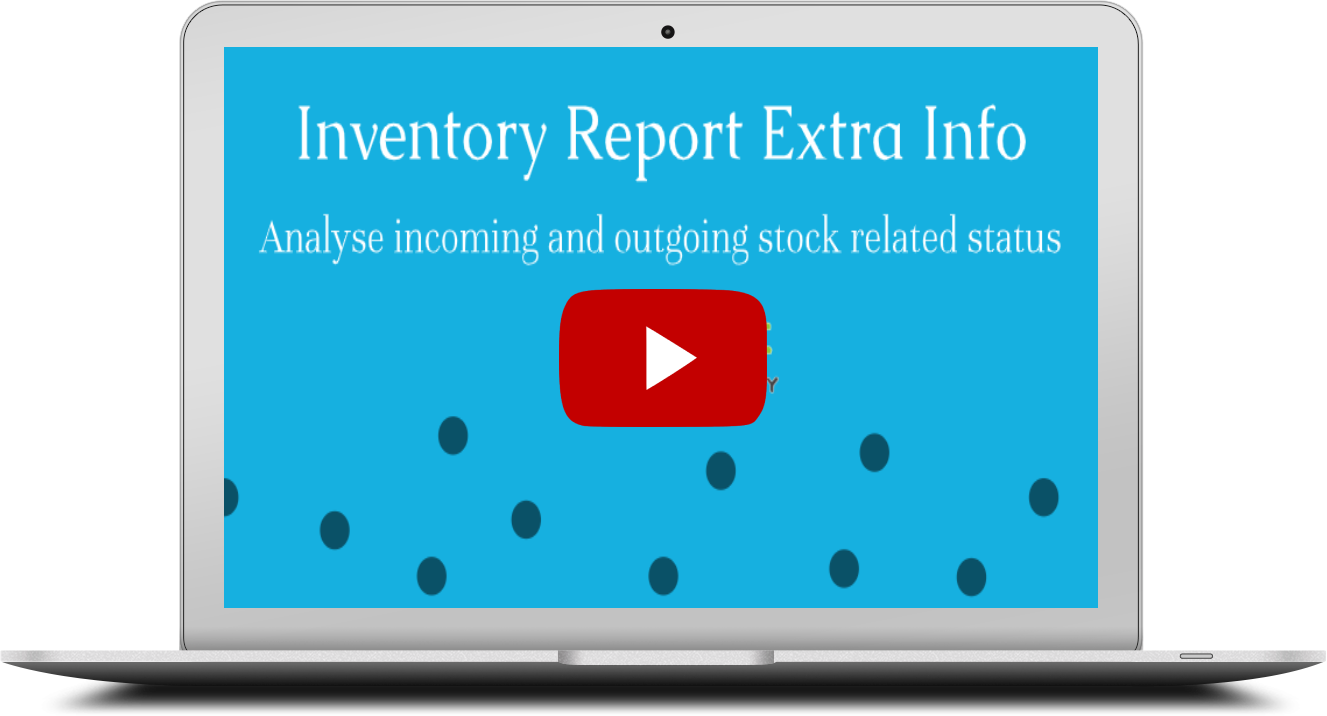 Inventory Report Extra Info
Analyse incoming and outgoing stock related status
Y